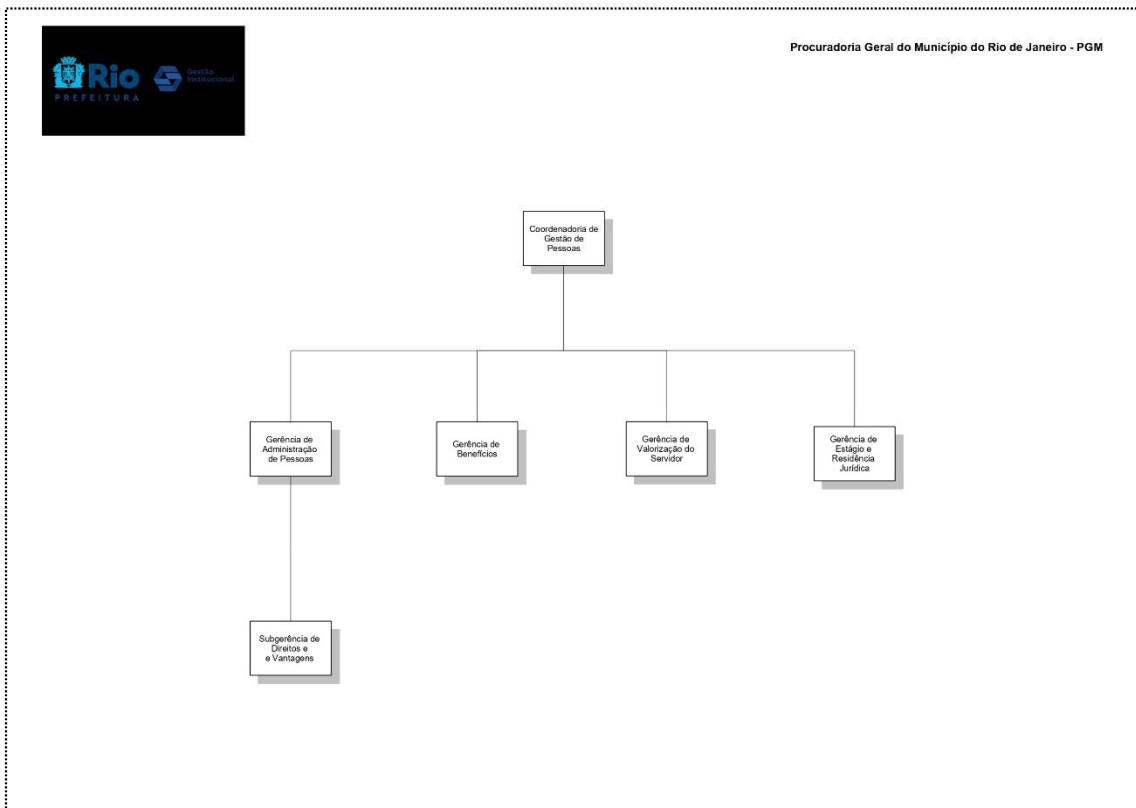 Rio
PREFEITURA
Gestão
Institucional
Procuradoria Geral do Município do Rio de Janeiro - PGM
Coordenadoria de
Gestão de
Pessoas
Gerência de
Administração
de Pessoas
Gerência de
Benefícios
Gerência de
Valorização do
Servidor
Gerência de
Estágio e
Residência
Jurídica
Subgerência de
Direitos e
e Vantagens